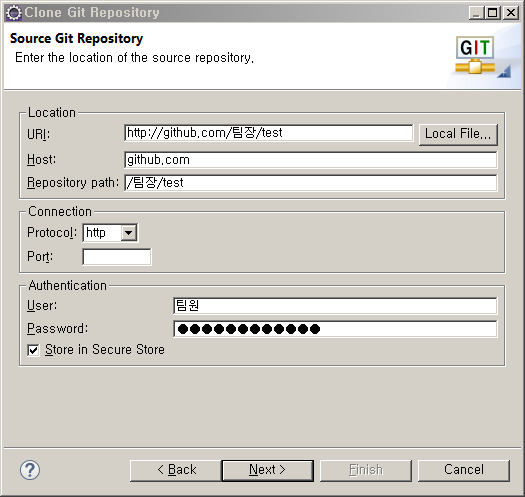 Clone Git Repository
Source Git Repository
Enter the location of the source repository.
GIT
Location
URI: http://github.com/팀장/test Local File...
Host: github.com
Repository path: /팀장/test
Connection
Protocol: http
Port:
Authentication
User: 팀원
Password: ●●●●●●●●●●●●
Store in Secure Store
? < Back Next > Finish Cancel